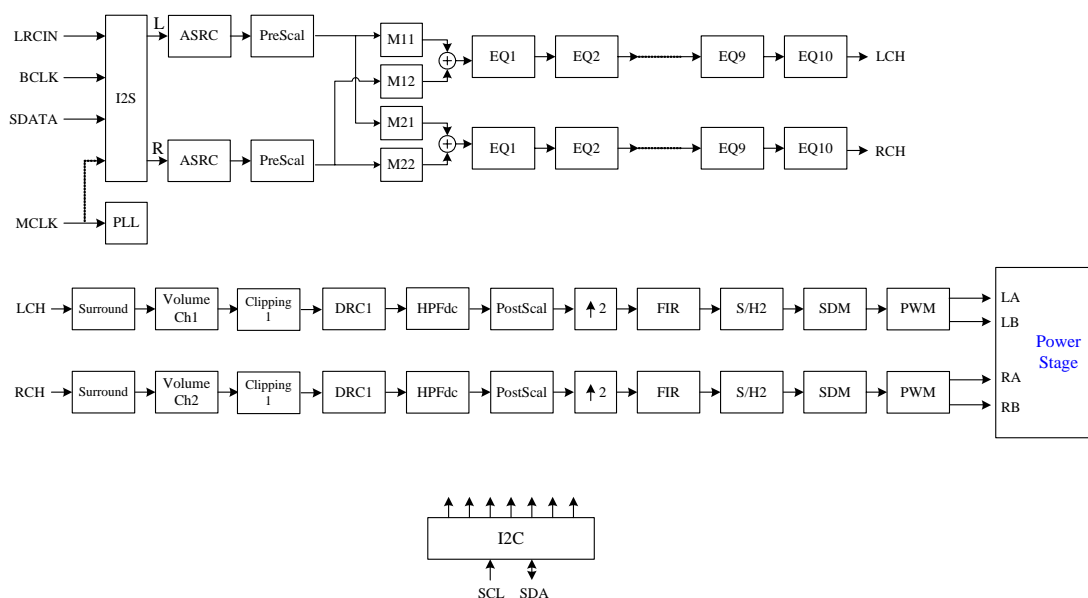 L
LRCIN
ASRC
PreScal
M11
EQ1
EQ2
EQ9
EQ10
LCH
BCLK
M12
I2S
SDATA
M21
R
ASRC
PreScal
M22
EQ1
EQ2
EQ9
EQ10
RCH
MCLK
PLL
LCH
Surround
Volume
Ch1
Clipping
1
DRC1
HPFdc
PostScal
2
FIR
S/H2
SDM
PWM
LA
LB
Power
Stage
RCH
Surround
Volume
Ch2
Clipping
1
DRC1
HPFdc
PostScal
2
FIR
S/H2
SDM
PWM
RA
RB
I2C
SCL
SDA